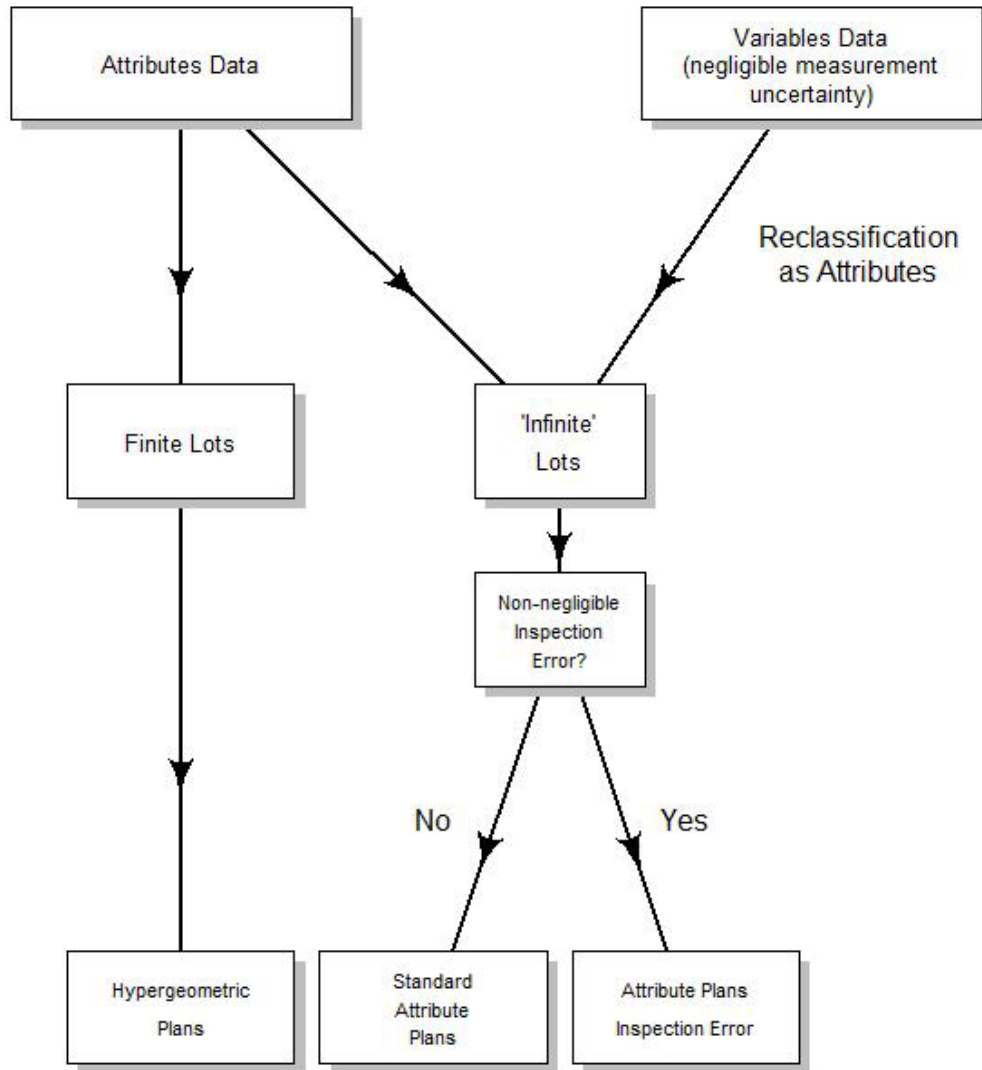 Attributes Data
Variables Data
(negligible measurement
uncertainty)
Reclassification
as Attributes
Finite Lots
'Infinite'
Lots
Non-negligible
Inspection
Error?
No
Yes
Hypergeometric
Plans
Standard
Attribute
Plans
Attribute Plans
Inspection Error